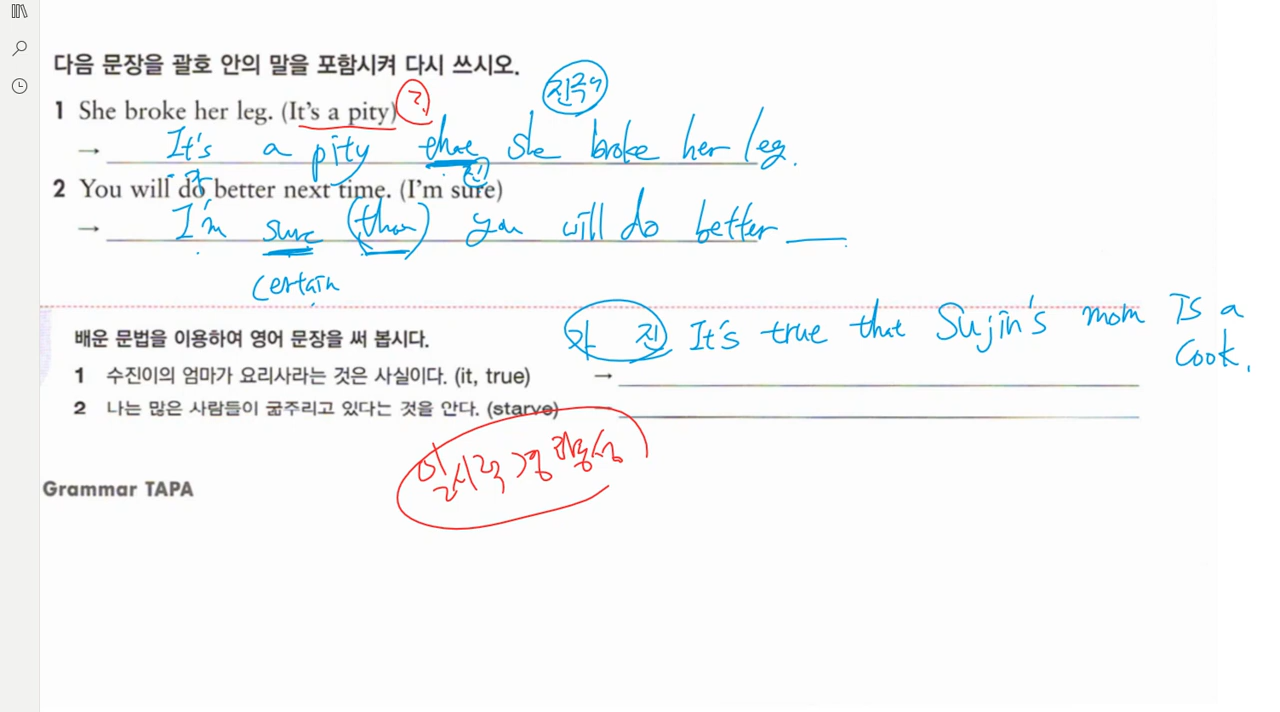 다음 문장을 괄호 안의 말을 포함시켜 다시 쓰시오.
진주어
1 She broke her leg. (It's a pity)
→ It's a pity that she broke her leg.
진
2 You will do better next time. (I'm sure)
→ I'm sure (that) you will do better
certain
가 진 It's true that Sujin's mom is a
cook.
배운 문법을 이용하여 영어 문장을 써 봅시다.
1 수진이의 엄마가 요리사라는 것은 사실이다. (it, true) →
2 나는 많은 사람들이 굶주리고 있다는 것을 안다. (starve)
Grammar TAPA